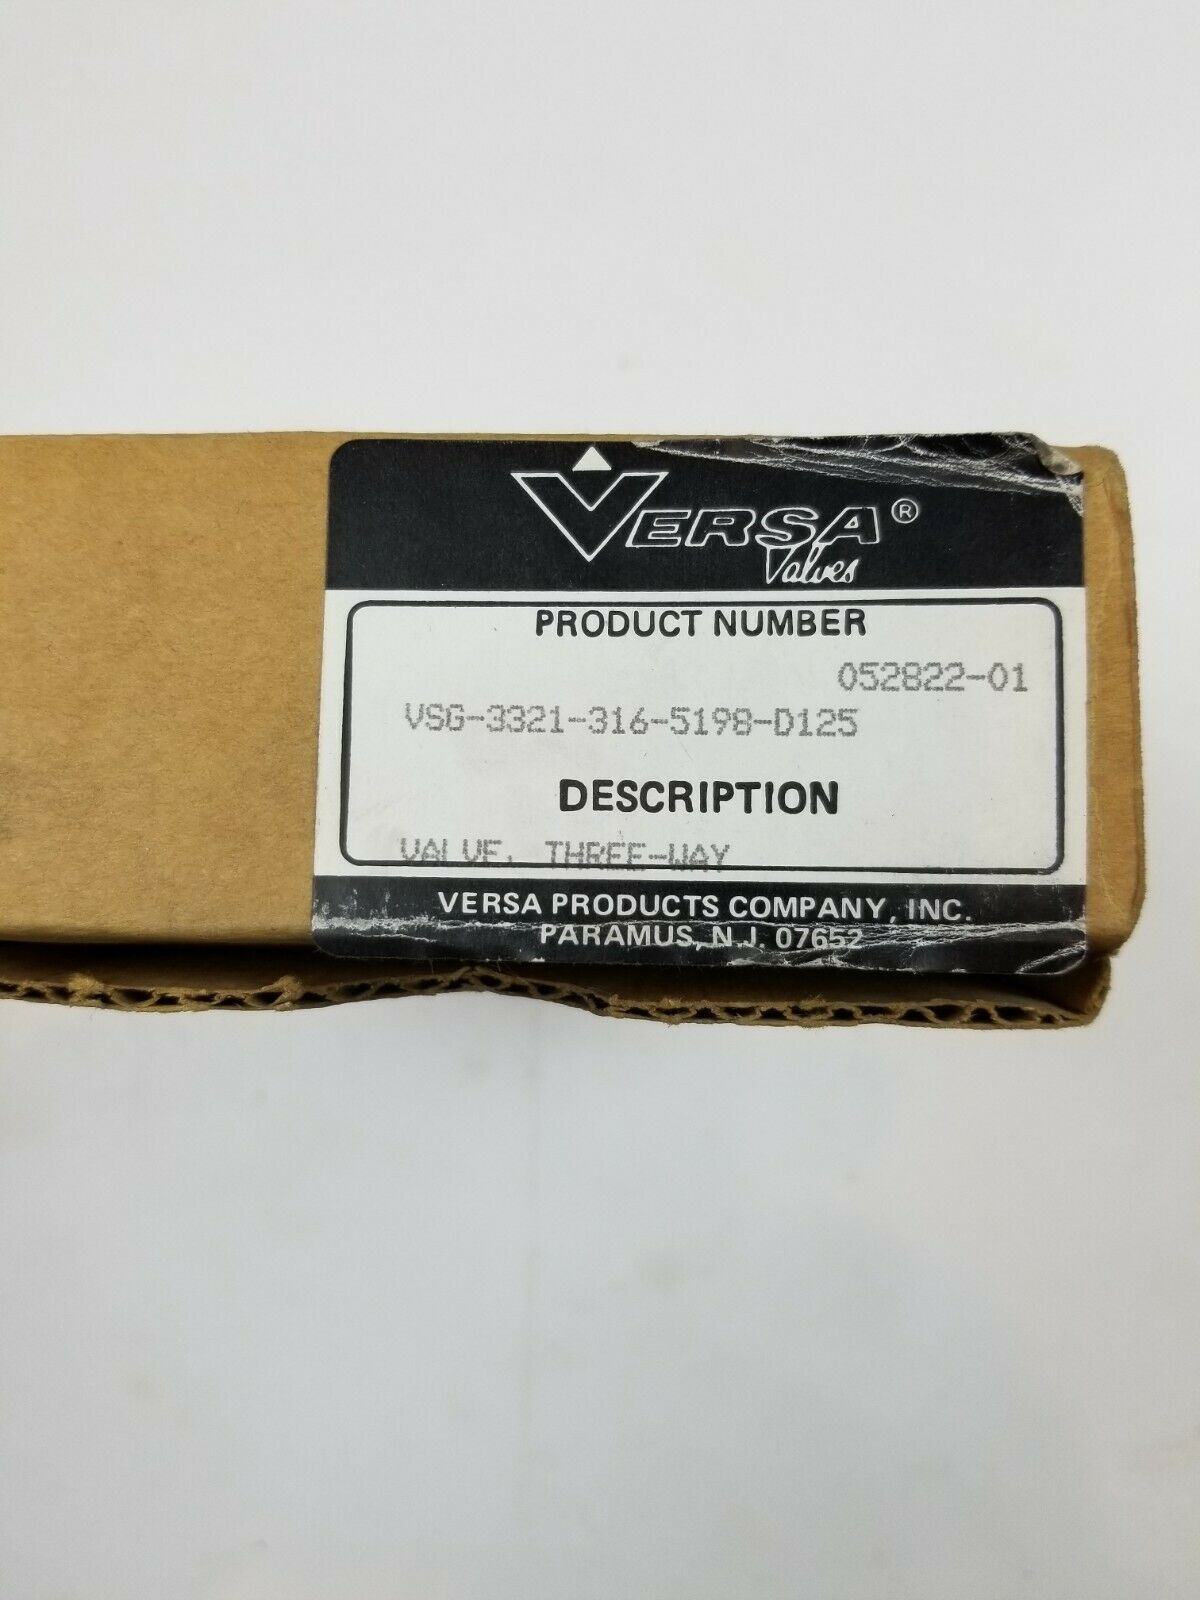 VERSA®
Valves
PRODUCT NUMBER
052822-01
VSG-3321-316-5198-D125
DESCRIPTION
VALVE, THREE-WAY
VERSA PRODUCTS COMPANY, INC.
PARAMUS, N.J. 07652